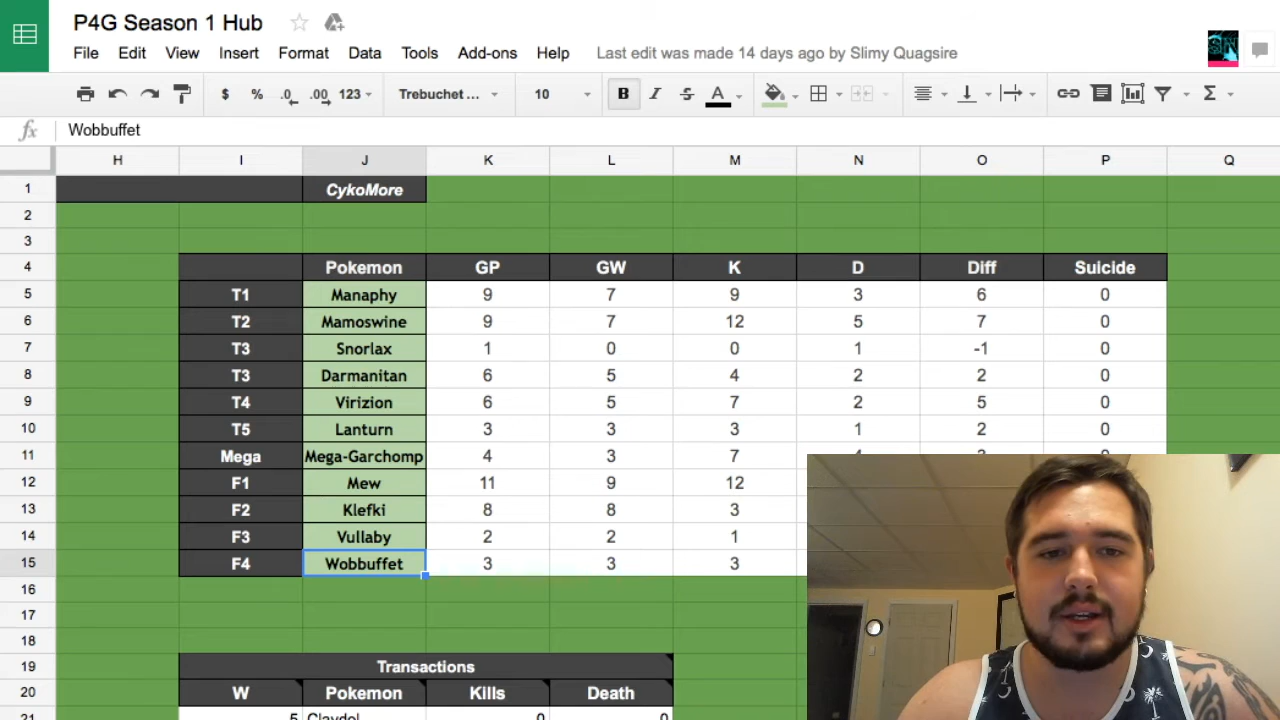 P4G Season 1 Hub
File Edit View Insert Format Data Tools Add-ons Help Last edit was made 14 days ago by Slimy Quagsire
$ % .0 .00 123 Trebuchet ... 10 B I S A Σ
fx Wobbuffet
H I J K L M N O P Q
1 CykoMore
2
3
4 Pokemon GP GW K D Diff Suicide
5 T1 Manaphy 9 7 9 3 6 0
6 T2 Mamoswine 9 7 12 5 7 0
7 T3 Snorlax 1 0 0 1 -1 0
8 T3 Darmanitan 6 5 4 2 2 0
9 T4 Virizion 6 5 7 2 5 0
10 T5 Lanturn 3 3 3 1 2 0
11 Mega Mega-Garchomp 4 3 7
12 F1 Mew 11 9 12
13 F2 Klefki 8 8 3
14 F3 Vullaby 2 2 1
15 F4 Wobbuffet 3 3 3
16
17
18
19 Transactions
20 W Pokemon Kills Death
21 5 Claydol 0 0